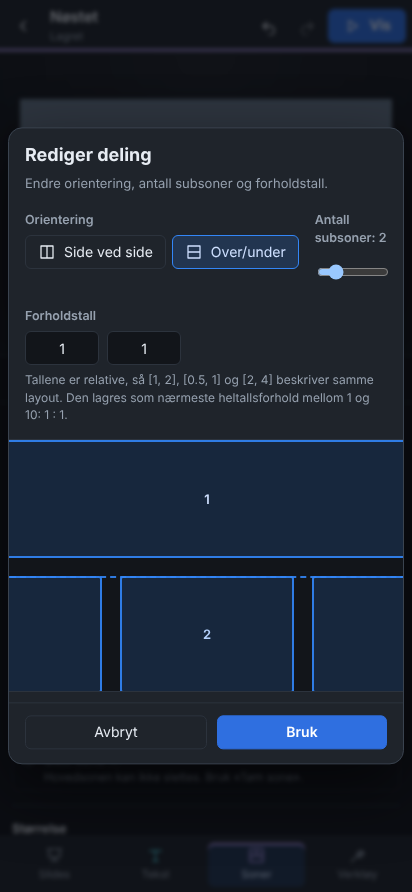 Nøstet
Lagret
Vis
Rediger deling
Endre orientering, antall subsoner og forholdstall.
Orientering
Antall
subsoner: 2
Side ved side
Over/under
Forholdstall
1
1
Tallene er relative, så [1, 2], [0.5, 1] og [2, 4] beskriver samme
layout. Den lagres som nærmeste heltallsforhold mellom 1 og
10: 1 : 1.
1
2
Avbryt
Bruk
Størrelse
Tekst
Soner
Verktøy